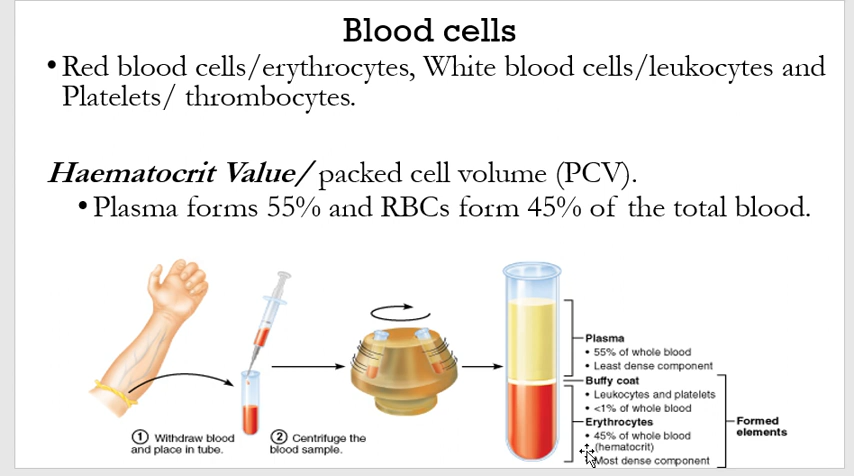 Blood cells
• Red blood cells/erythrocytes, White blood cells/leukocytes and
Platelets/ thrombocytes.
Haematocrit Value/ packed cell volume (PCV).
• Plasma forms 55% and RBCs form 45% of the total blood.
① Withdraw blood
and place in tube.
② Centrifuge the
blood sample.
Plasma
• 55% of whole blood
• Least dense component
Buffy coat
• Leukocytes and platelets
• <1% of whole blood
Erythrocytes
• 45% of whole blood
(hematocrit)
Most dense component
Formed
elements